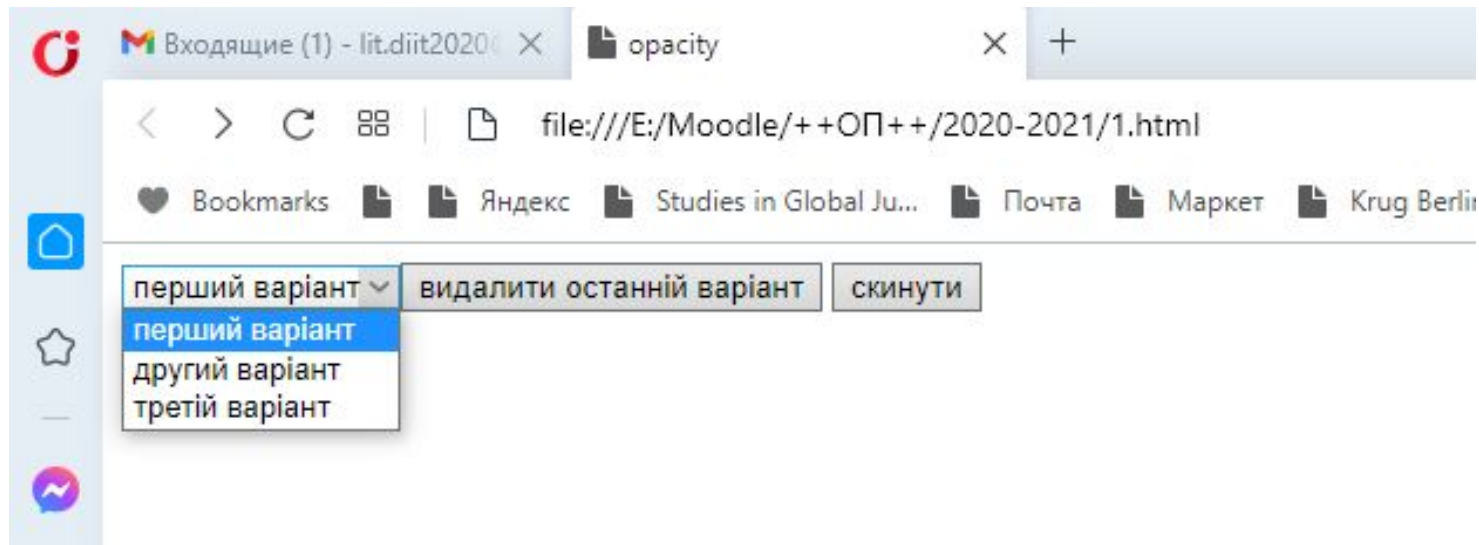 Входящие (1) - lit.diit2020 opacity
file:///E:/Moodle/++ОП++/2020-2021/1.html
Bookmarks Яндекс Studies in Global Ju... Почта Маркет Krug Berlin
перший варіант видалити останній варіант скинути
перший варіант
другий варіант
третій варіант